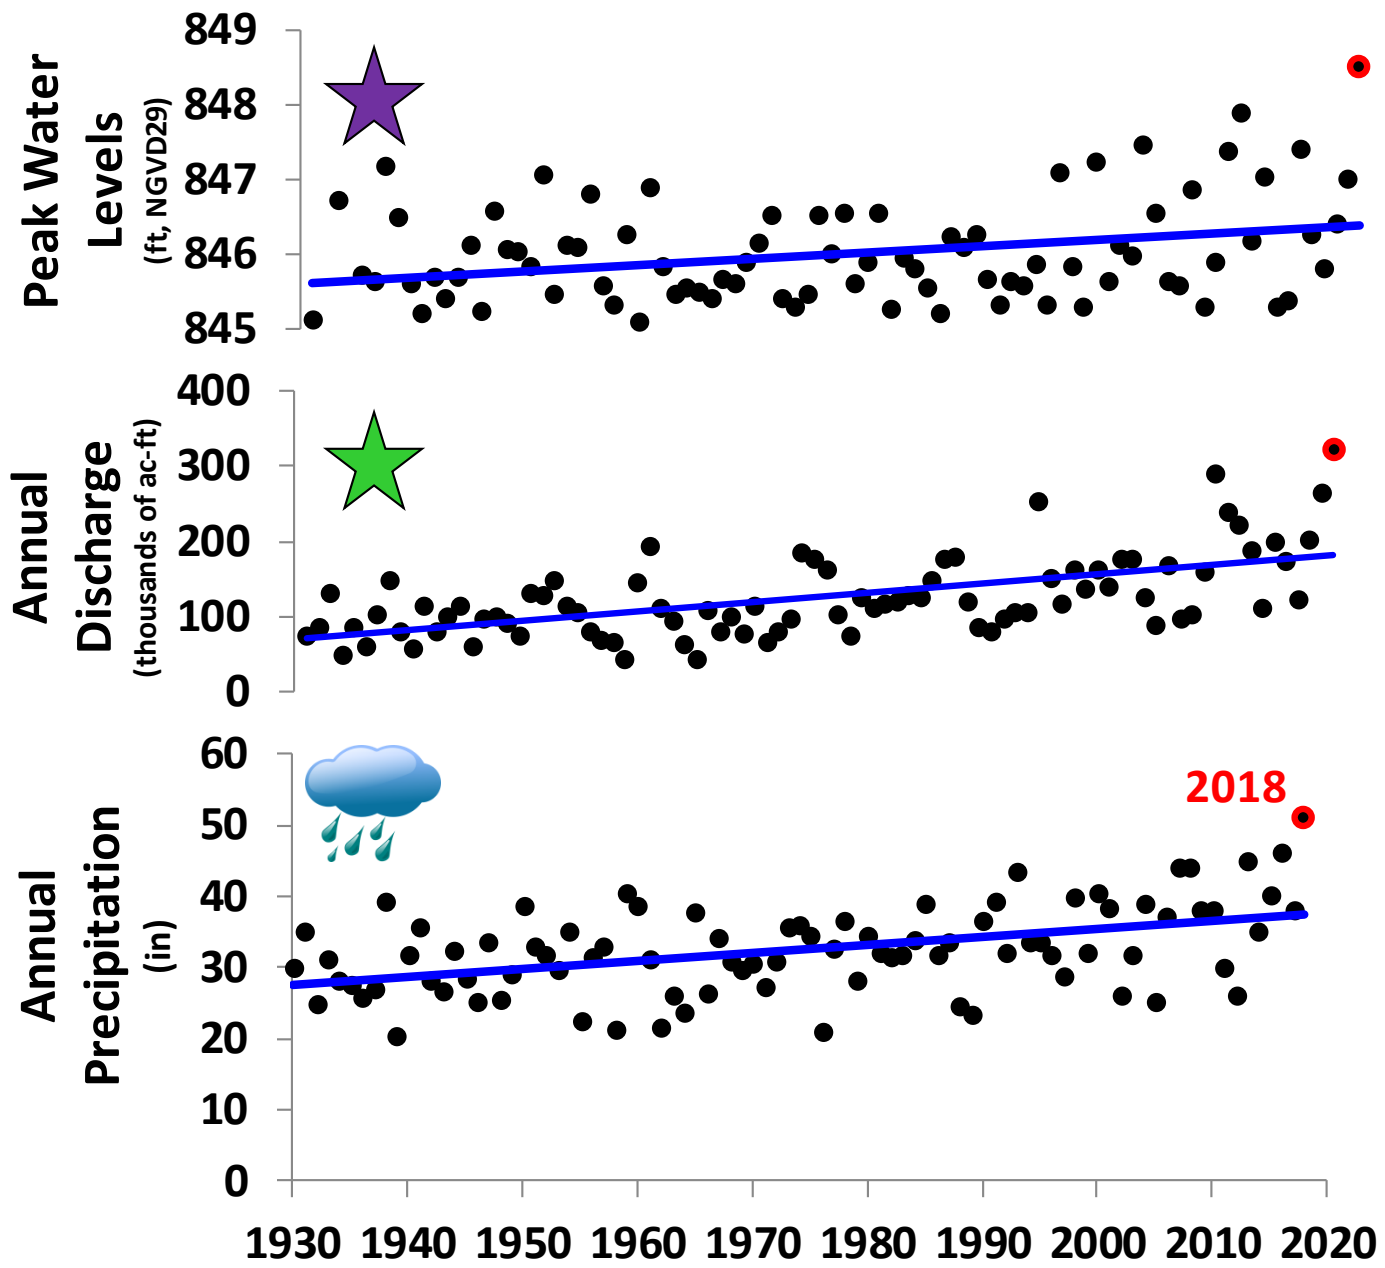 Peak Water
Levels
(ft, NGVD29)
849
848
847
846
845
Annual
Discharge
(thousands of ac-ft)
400
300
200
100
0
Annual
Precipitation
(in)
60
50
40
30
20
10
0
2018
1930 1940 1950 1960 1970 1980 1990 2000 2010 2020